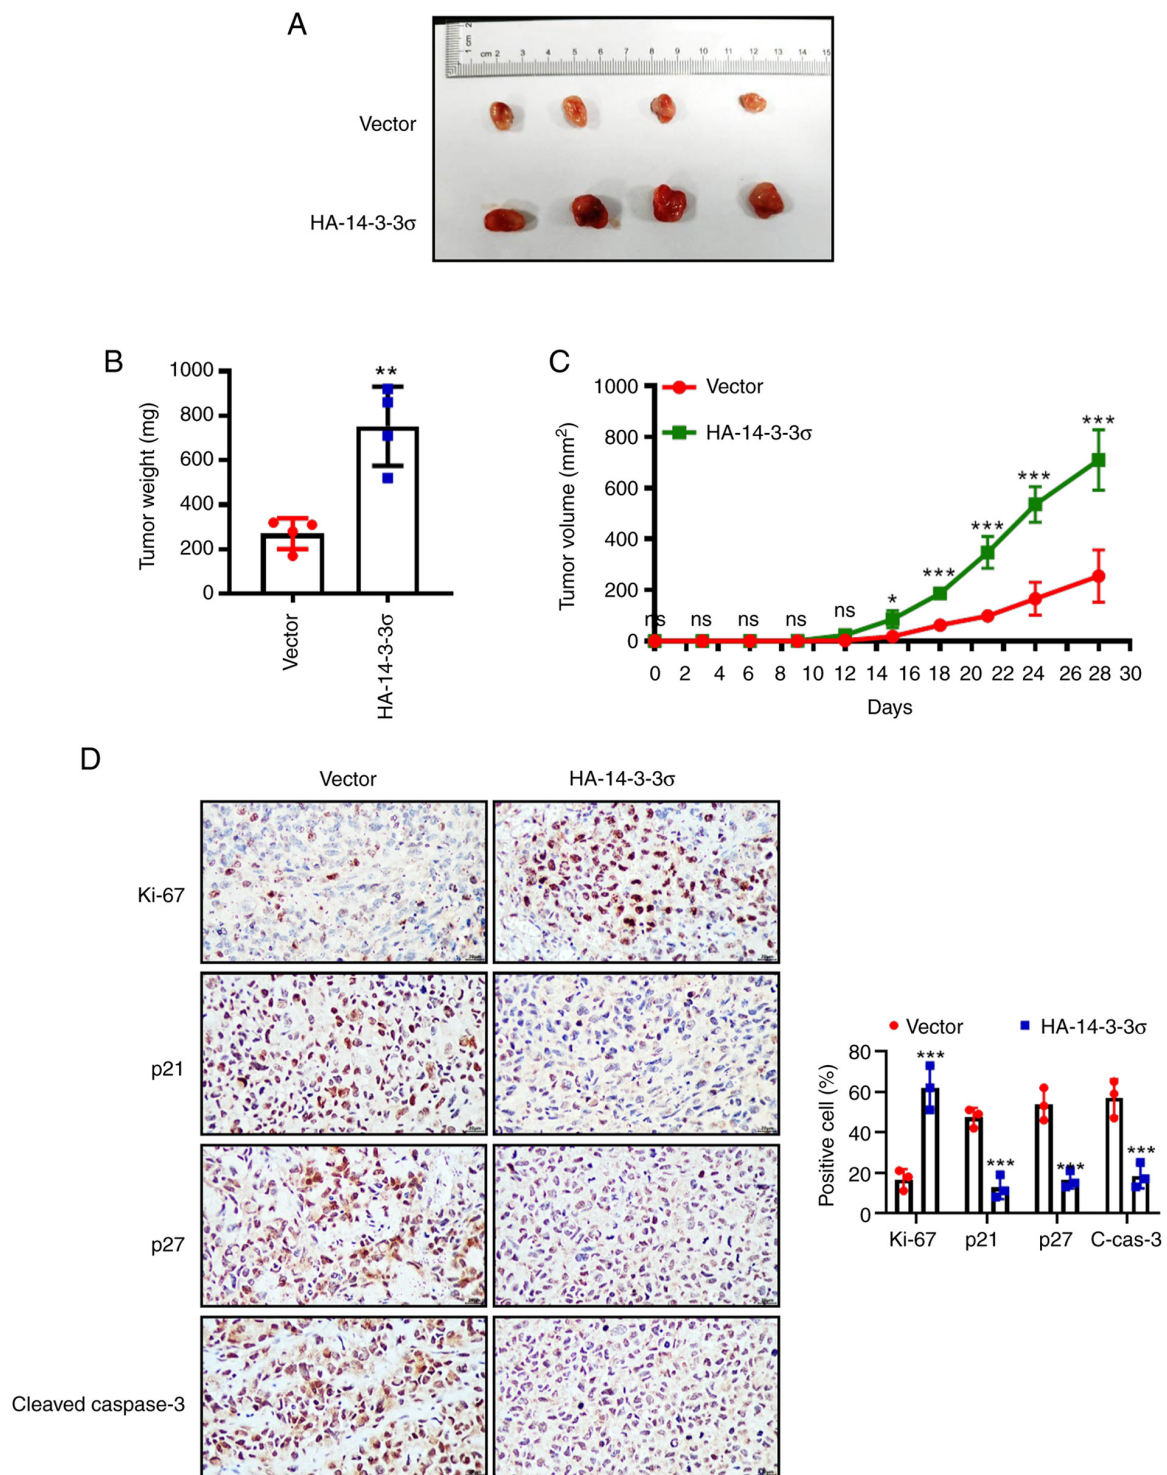 A
cm 2 3 4 5 6 7 8 9 10 11 12 13 14 15
1 cm 2
Vector
HA-14-3-3σ
B
Tumor weight (mg)
1000
800
600
400
200
0
**
Vector
HA-14-3-3σ
C
Tumor volume (mm²)
1000
800
600
400
200
0
Vector
HA-14-3-3σ
ns ns ns ns ns * *** *** *** ***
0 2 4 6 8 10 12 14 16 18 20 22 24 26 28 30
Days
D
Vector HA-14-3-3σ
Ki-67
p21
p27
Cleaved caspase-3
Vector HA-14-3-3σ
Positive cell (%)
80
60
40
20
0
*** *** *** ***
Ki-67 p21 p27 C-cas-3